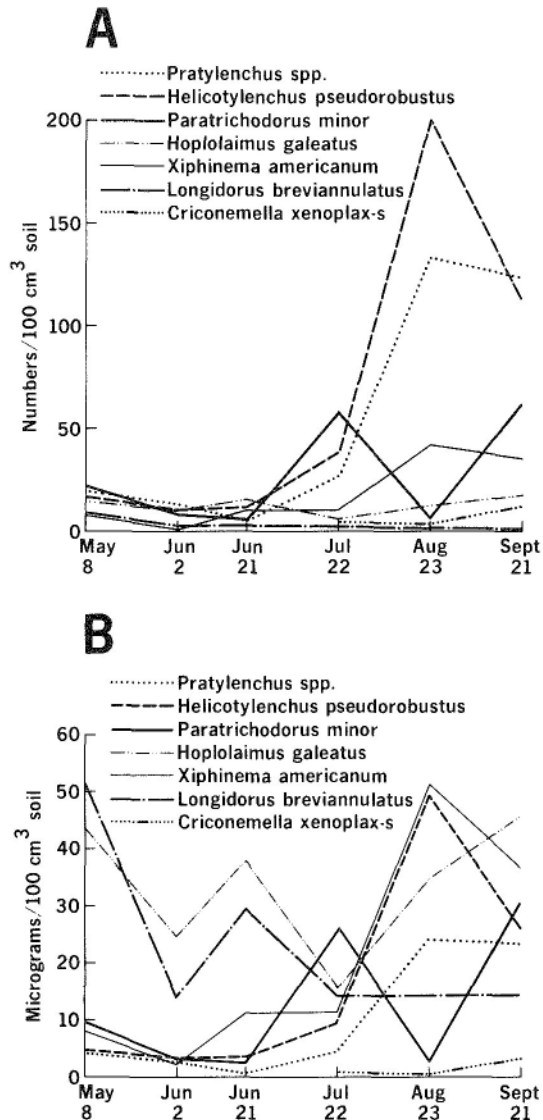 A
Pratylenchus spp.
Helicotylenchus pseudorobustus
Paratrichodorus minor
Hoplolaimus galeatus
Xiphinema americanum
Longidorus breviannulatus
Criconemella xenoplax-s
200
150
100
50
0
Numbers/100 cm³ soil
May Jun Jun Jul Aug Sept
8 2 21 22 23 21
B
Pratylenchus spp.
Helicotylenchus pseudorobustus
Paratrichodorus minor
Hoplolaimus galeatus
Xiphinema americanum
Longidorus breviannulatus
Criconemella xenoplax-s
60
50
40
30
20
10
0
Micrograms/100 cm³ soil
May Jun Jun Jul Aug Sept
8 2 21 22 23 21